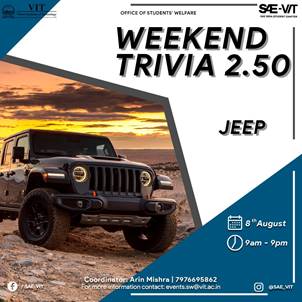 VIT
OFFICE OF STUDENTS' WELFARE
SAE-VIT
WEEKEND
TRIVIA 2.50
JEEP
8th August
9am - 9pm
Coordinator: Arin Mishra | 7976695862
For more information contact: events.sw@vit.ac.in
/SAE_VIT
@SAE_VIT